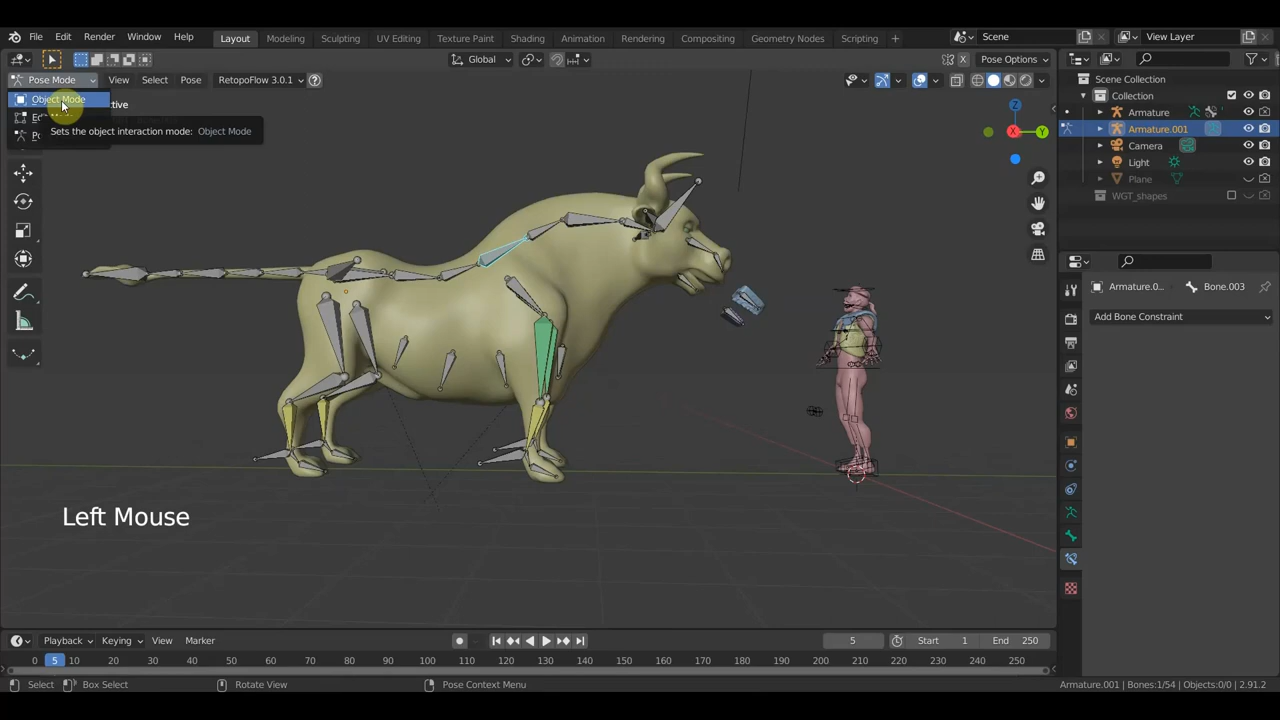 File Edit Render Window Help Layout Modeling Sculpting UV Editing Texture Paint Shading Animation Rendering Compositing Geometry Nodes Scripting + Scene View Layer
Global Pose Options
Pose Mode View Select Pose RetopoFlow 3.0.1
Object Mode
Sets the object interaction mode: Object Mode
Scene Collection
Collection
Armature
Armature.001
Camera
Light
Plane
WGT_shapes
X
Y
Z
Armature.0... Bone.003
Add Bone Constraint
Left Mouse
Playback Keying View Marker 5 Start 1 End 250
0 5 10 20 30 40 50 60 70 80 90 100 110 120 130 140 150 160 170 180 190 200 210 220 230 240 250
Select Box Select Rotate View Pose Context Menu Armature.001 | Bones:1/54 | Objects:0/0 | 2.91.2